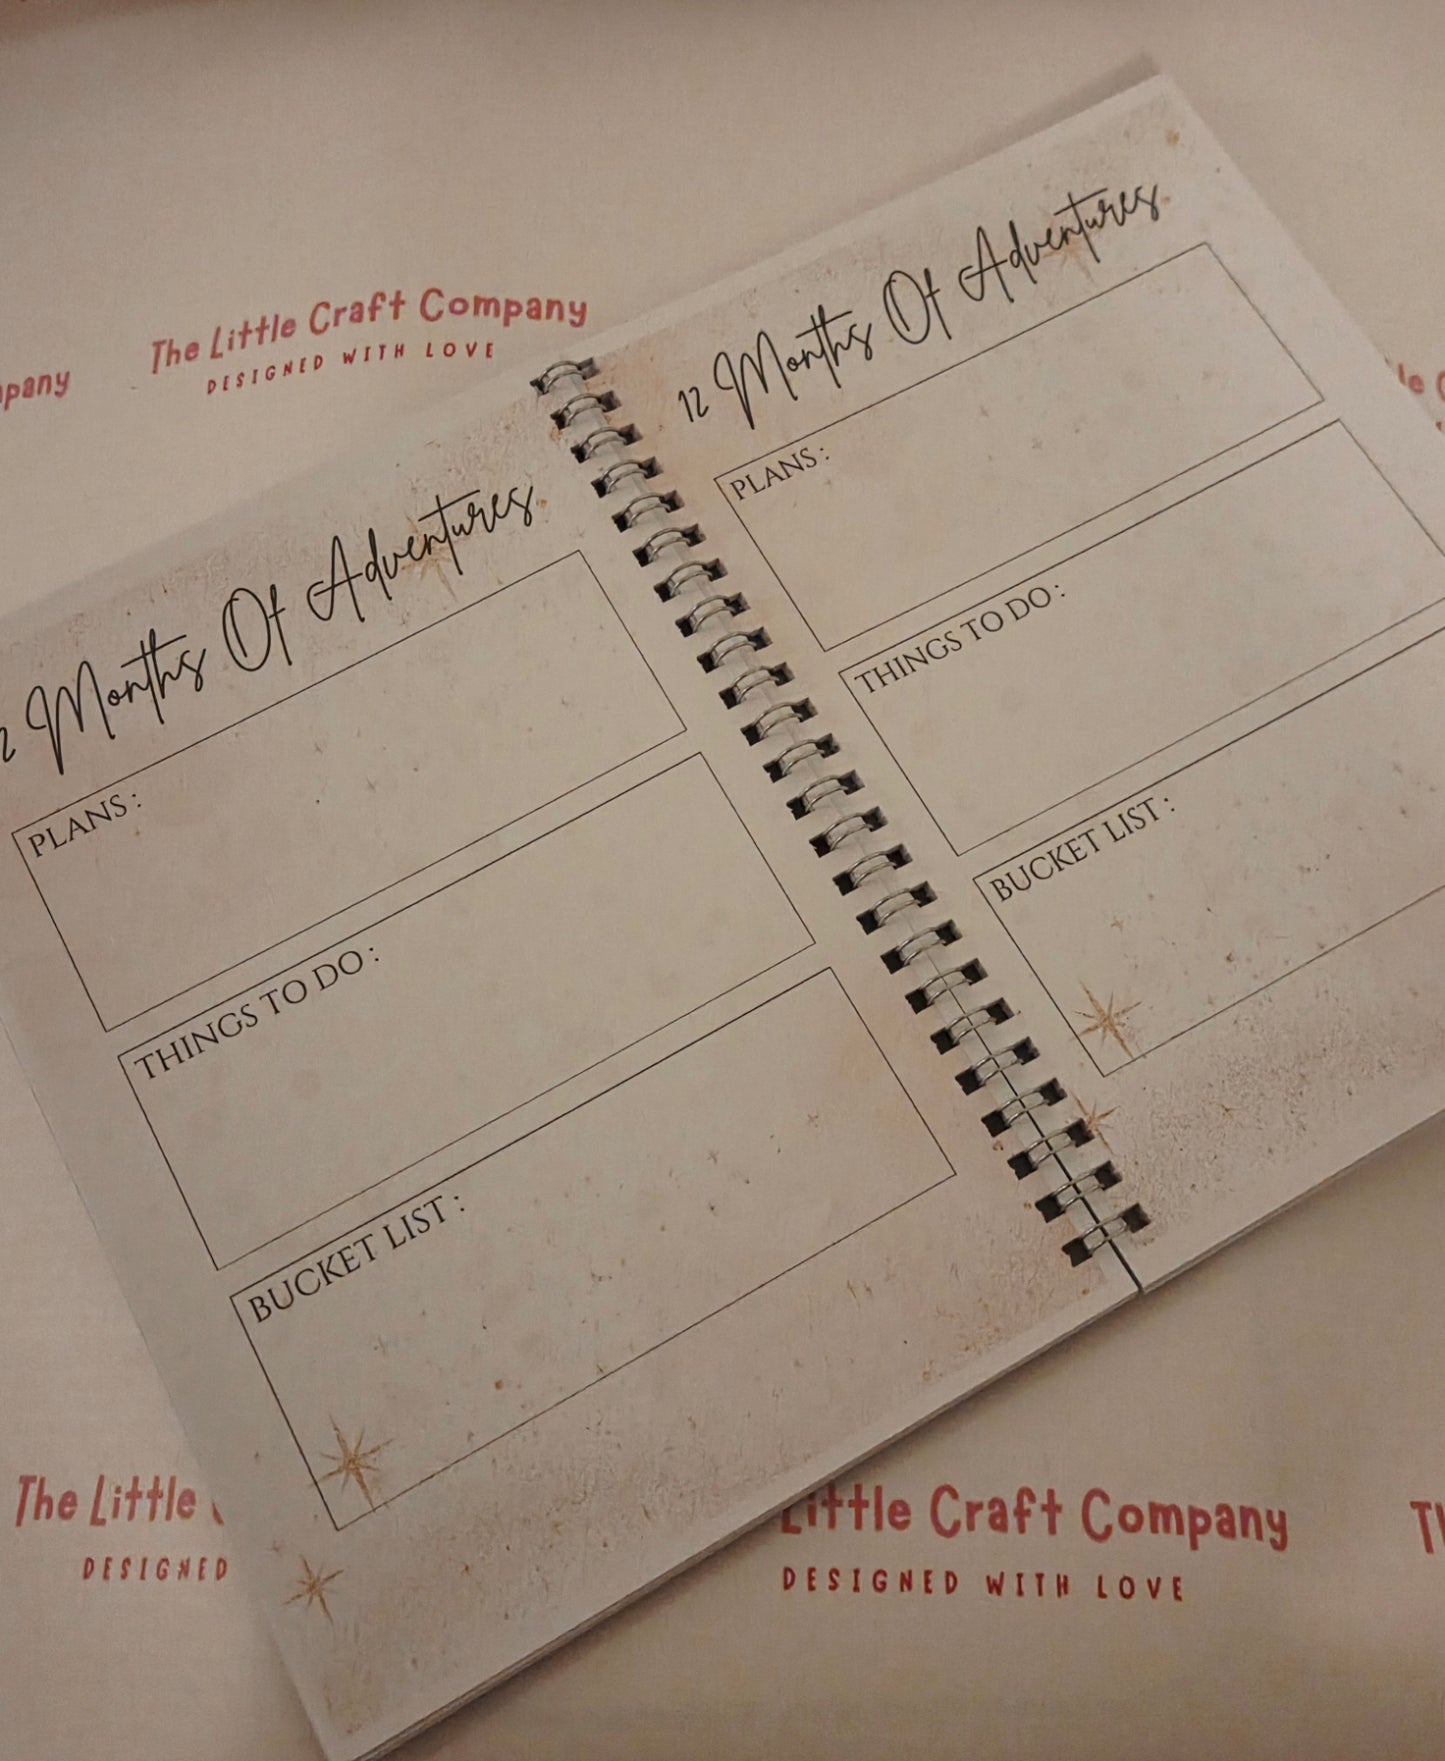 The Little Craft Company
DESIGNED WITH LOVE
pany
12 Months Of Adventures
PLANS :
THINGS TO DO :
BUCKET LIST :
2 Months Of Adventures
PLANS :
THINGS TO DO :
BUCKET LIST :
The Little
DESIGNED
Little Craft Company
DESIGNED WITH LOVE